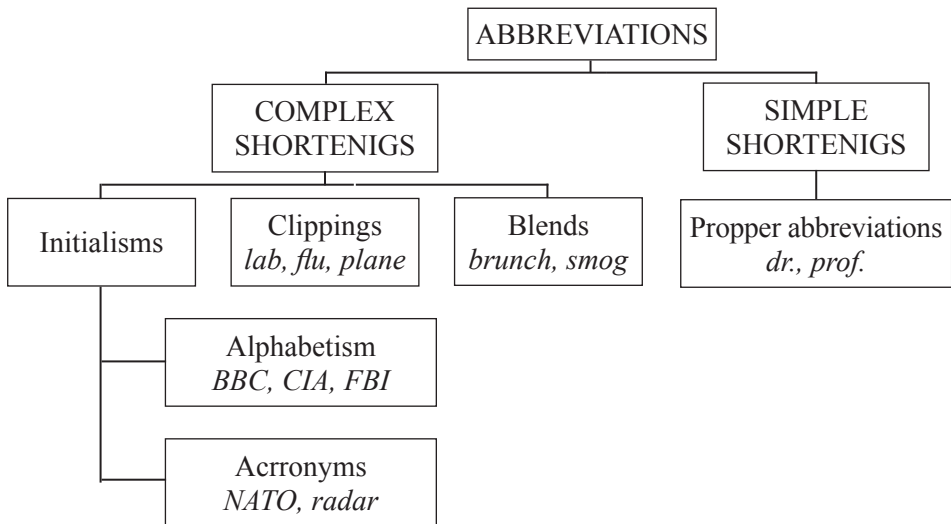 ABBREVIATIONS
COMPLEX
SHORTENIGS
SIMPLE
SHORTENIGS
Initialisms
Clippings
lab, flu, plane
Blends
brunch, smog
Propper abbreviations
dr., prof.
Alphabetism
BBC, CIA, FBI
Acrronyms
NATO, radar